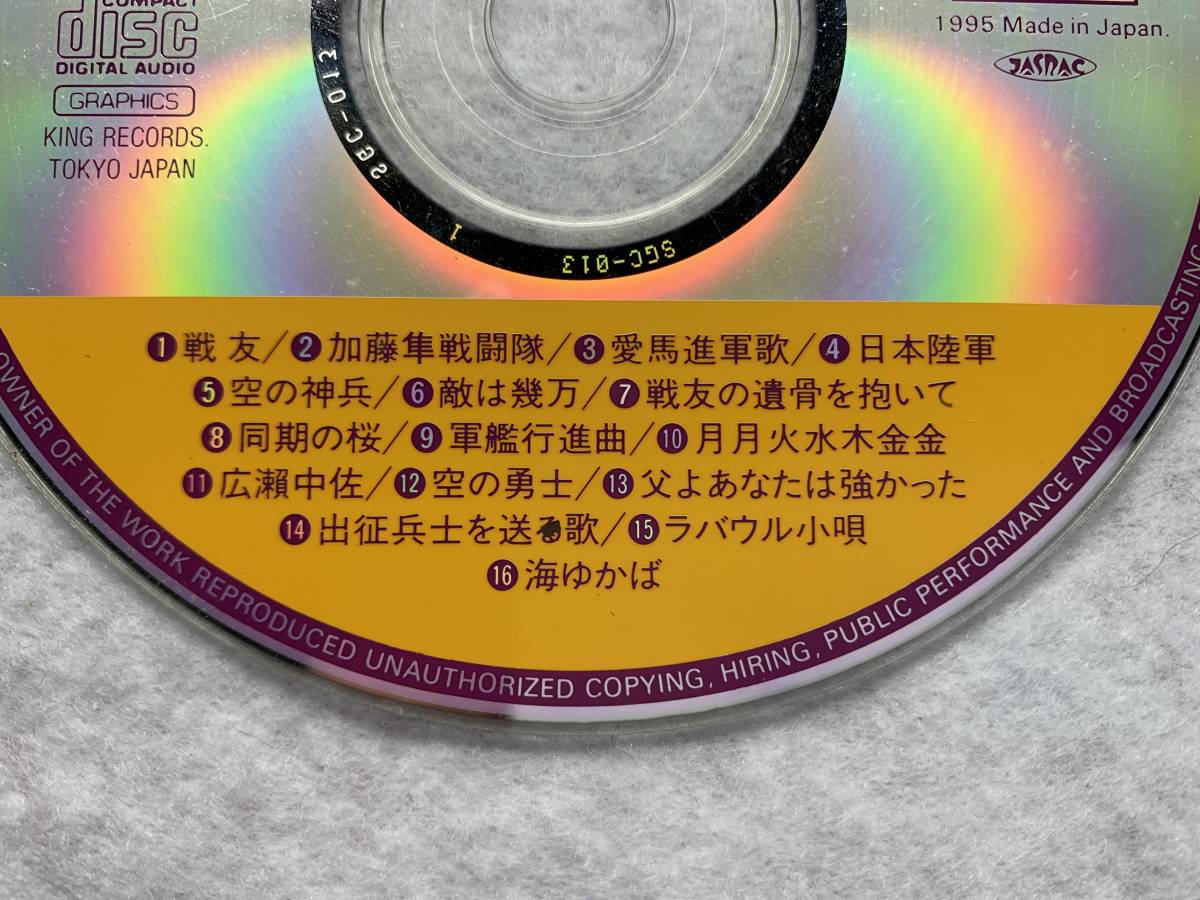 COMPACT
disc
DIGITAL AUDIO
GRAPHICS
KING RECORDS.
TOKYO JAPAN
1995 Made in Japan.
JASRAC
SGC-013
1
SGC-013
❶戦 友/❷加藤隼戦闘隊/❸愛馬進軍歌/❹日本陸軍
❺空の神兵/❻敵は幾万/❼戦友の遺骨を抱いて
❽同期の桜/❾軍艦行進曲/❿月月火水木金金
⓫広瀬中佐/⓬空の勇士/⓭父よあなたは強かった
⓮出征兵士を送る歌/⓯ラバウル小唄
⓰海ゆかば
OWNER OF THE WORK REPRODUCED UNAUTHORIZED COPYING, HIRING, PUBLIC PERFORMANCE AND BROADCASTING